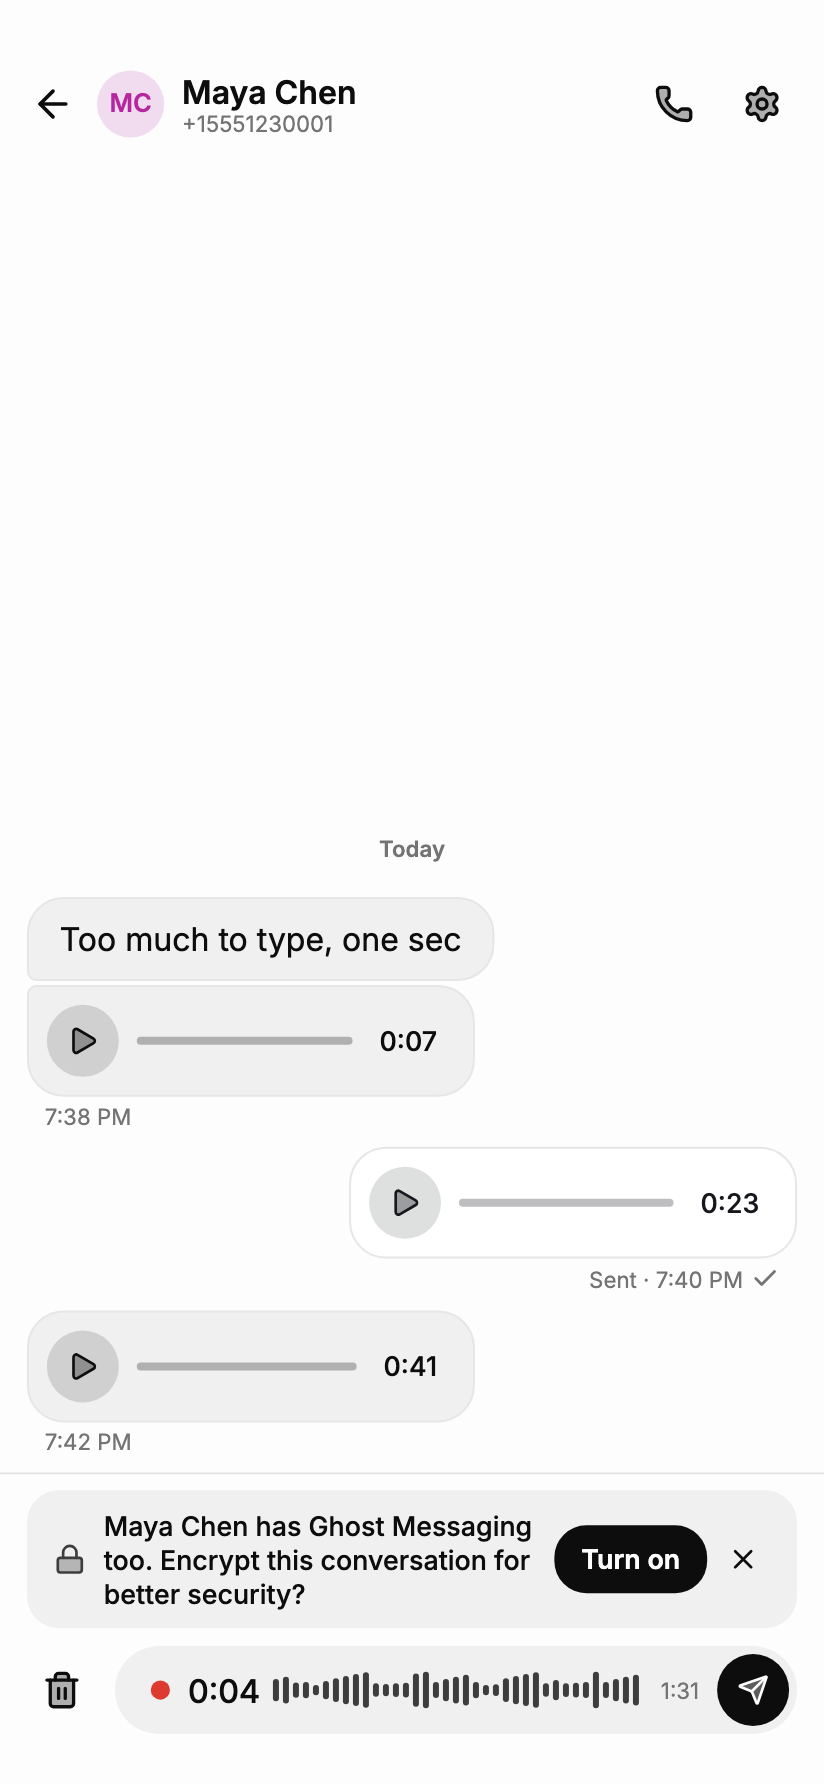 MC
Maya Chen
+15551230001
Today
Too much to type, one sec
0:07
7:38 PM
0:23
Sent · 7:40 PM
0:41
7:42 PM
Maya Chen has Ghost Messaging
too. Encrypt this conversation for
better security?
Turn on
0:04
1:31